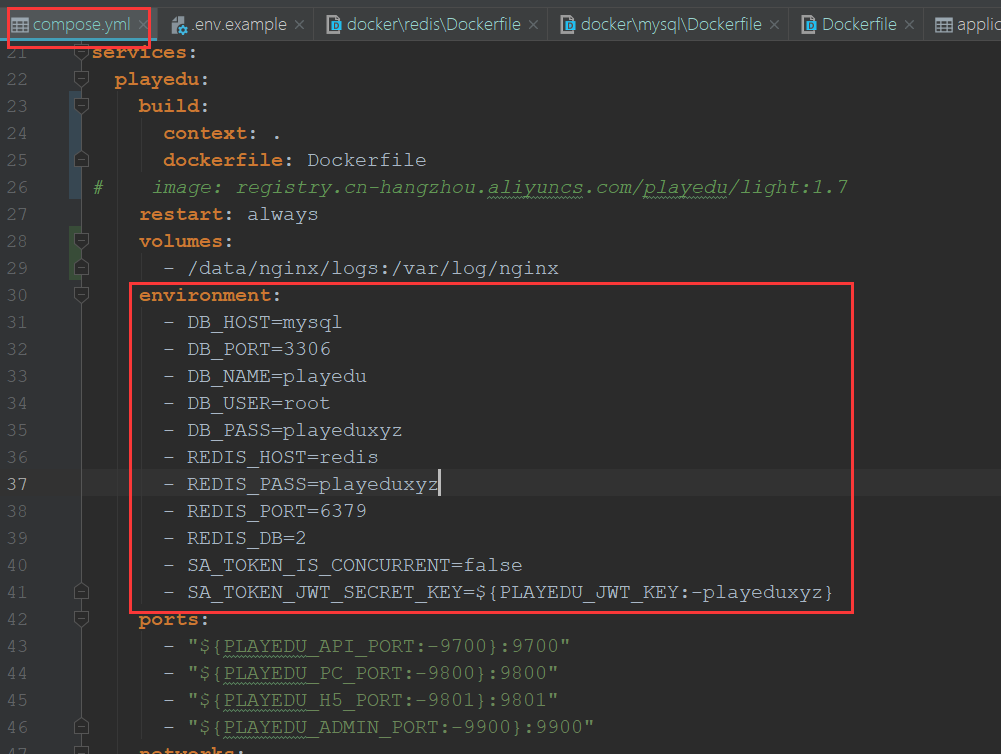 compose.yml × .env.example × docker\redis\Dockerfile × docker\mysql\Dockerfile × Dockerfile × applic
21 services:
22 playedu:
23 build:
24 context: .
25 dockerfile: Dockerfile
26 # image: registry.cn-hangzhou.aliyuncs.com/playedu/light:1.7
27 restart: always
28 volumes:
29 - /data/nginx/logs:/var/log/nginx
30 environment:
31 - DB_HOST=mysql
32 - DB_PORT=3306
33 - DB_NAME=playedu
34 - DB_USER=root
35 - DB_PASS=playeduxyz
36 - REDIS_HOST=redis
37 - REDIS_PASS=playeduxyz
38 - REDIS_PORT=6379
39 - REDIS_DB=2
40 - SA_TOKEN_IS_CONCURRENT=false
41 - SA_TOKEN_JWT_SECRET_KEY=${PLAYEDU_JWT_KEY:-playeduxyz}
42 ports:
43 - "${PLAYEDU_API_PORT:-9700}:9700"
44 - "${PLAYEDU_PC_PORT:-9800}:9800"
45 - "${PLAYEDU_H5_PORT:-9801}:9801"
46 - "${PLAYEDU_ADMIN_PORT:-9900}:9900"
47 networks: